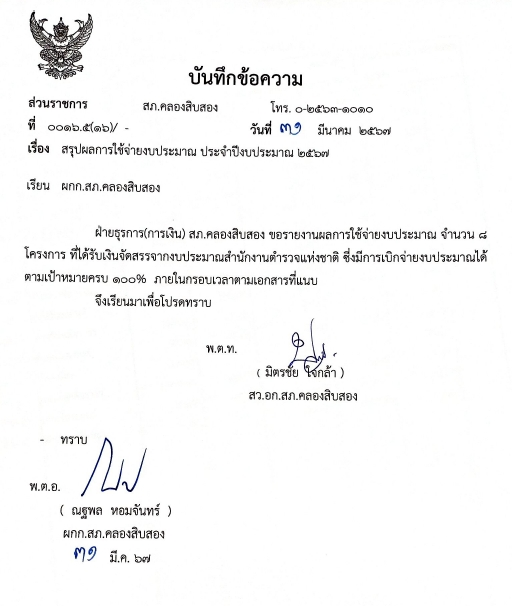 บันทึกข้อความ
ส่วนราชการ สภ.คลองสิบสอง โทร. ๐-๒๕๖๓-๑๐๑๐
ที่ ๐๐๑๖.๕(๑๖)/ - วันที่ ๓๑ มีนาคม ๒๕๖๗
เรื่อง สรุปผลการใช้จ่ายงบประมาณ ประจำปีงบประมาณ ๒๕๖๗
เรียน ผกก.สภ.คลองสิบสอง
ฝ่ายธุรการ(การเงิน) สภ.คลองสิบสอง ขอรายงานผลการใช้จ่ายงบประมาณ จำนวน ๘
โครงการ ที่ได้รับเงินจัดสรรจากงบประมาณสำนักงานตำรวจแห่งชาติ ซึ่งมีการเบิกจ่ายงบประมาณได้
ตามเป้าหมายครบ ๑๐๐% ภายในกรอบเวลาตามเอกสารที่แนบ
จึงเรียนมาเพื่อโปรดทราบ
พ.ต.ท.
( มิตรชัย ใจกล้า )
สว.อก.สภ.คลองสิบสอง
- ทราบ
พ.ต.อ.
( ณฐพล หอมจันทร์ )
ผกก.สภ.คลองสิบสอง
๓๑ มี.ค. ๖๗